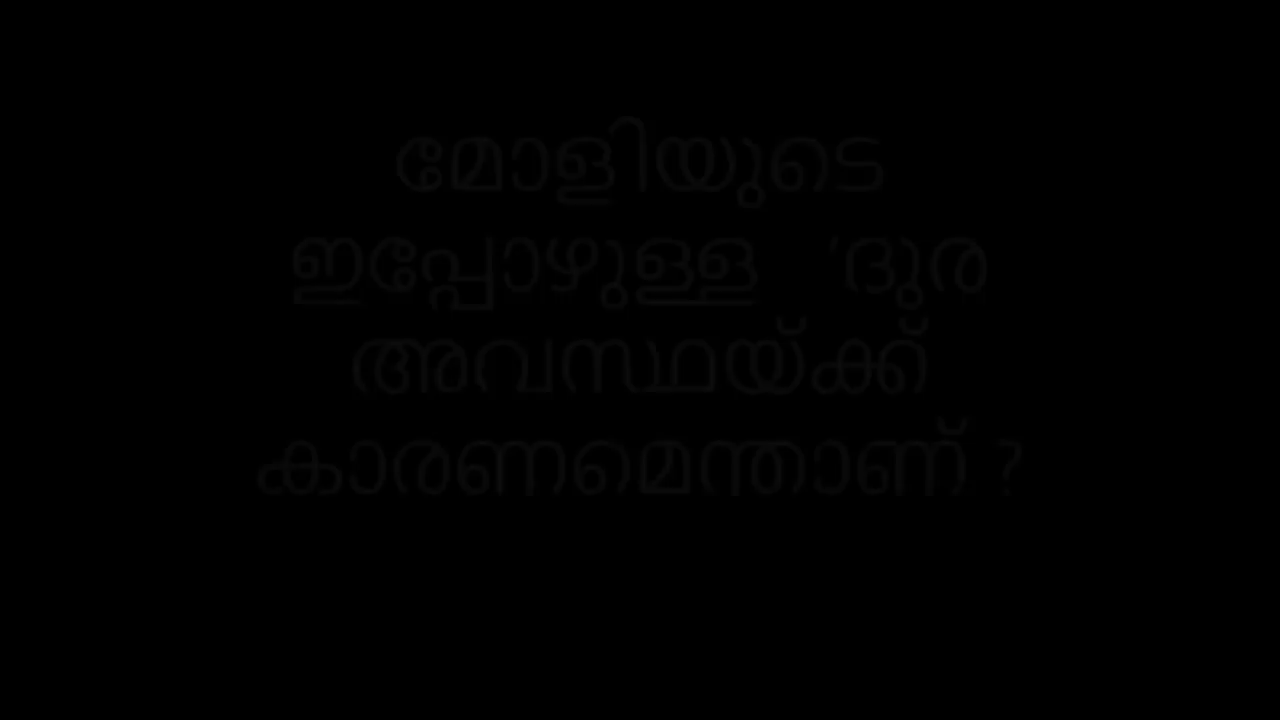 മോളിയുടെ
ഇപ്പോഴുള്ള 'ദുര
അവസ്ഥയ്ക്ക്
കാരണമെന്താണ് ?